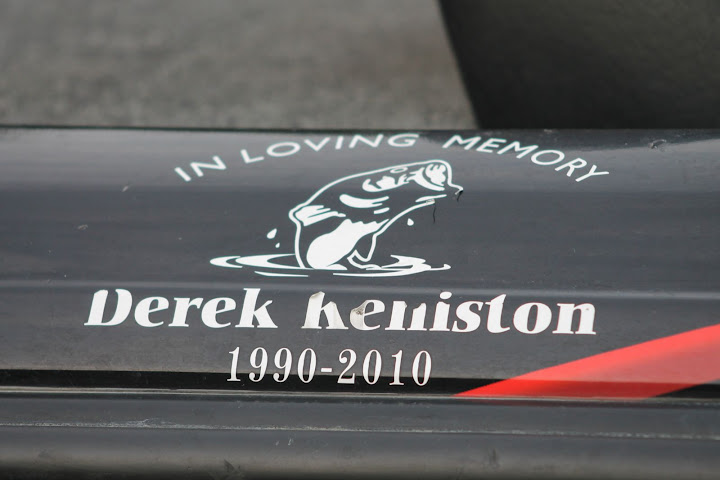 IN LOVING MEMORY
Derek Keniston
1990-2010